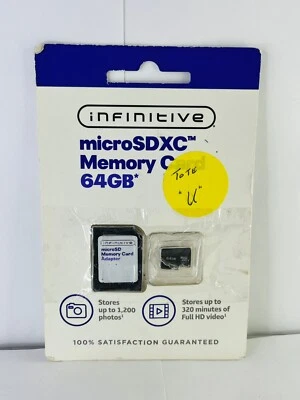 infinitive
microSDXC™
Memory Card
64GB*
TOTE
"U"
infinitive
microSD
Memory Card
Adapter
Stores
up to 1,200
photos†
Stores up to
320 minutes of
Full HD video†
100% SATISFACTION GUARANTEED